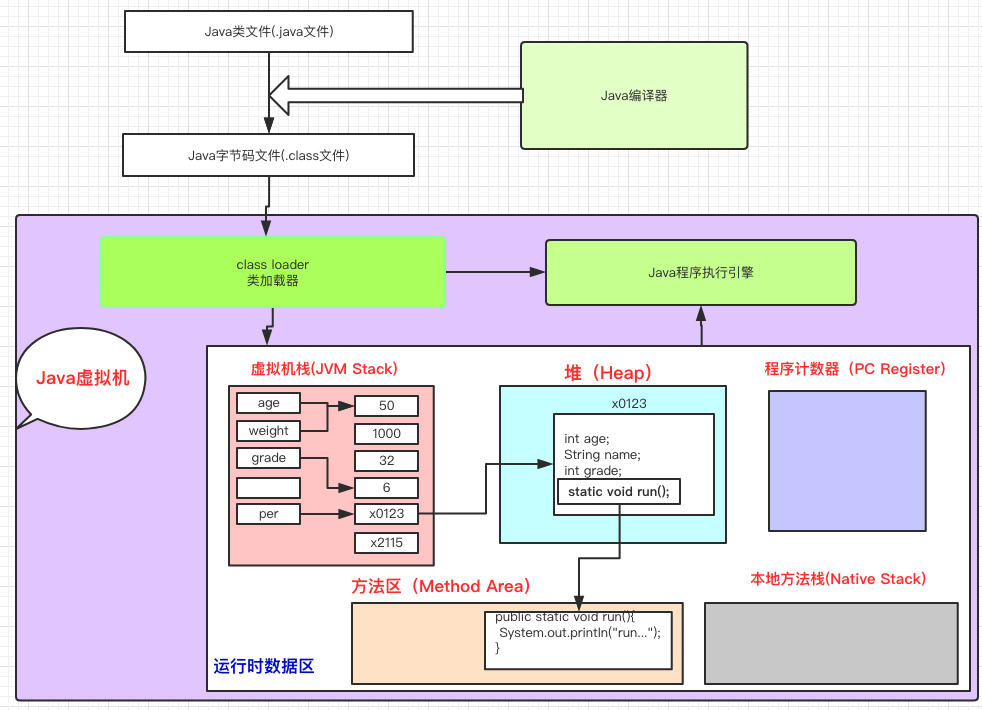 Java类文件(.java文件)
Java编译器
Java字节码文件(.class文件)
class loader
类加载器
Java程序执行引擎
Java虚拟机
虚拟机栈(JVM Stack)
堆（Heap）
程序计数器（PC Register）
age
50
weight
1000
grade
32
6
per
x0123
x2115
x0123
int age;
String name;
int grade;
static void run();
方法区（Method Area）
本地方法栈(Native Stack)
public static void run(){
System.out.println("run...");
}
运行时数据区